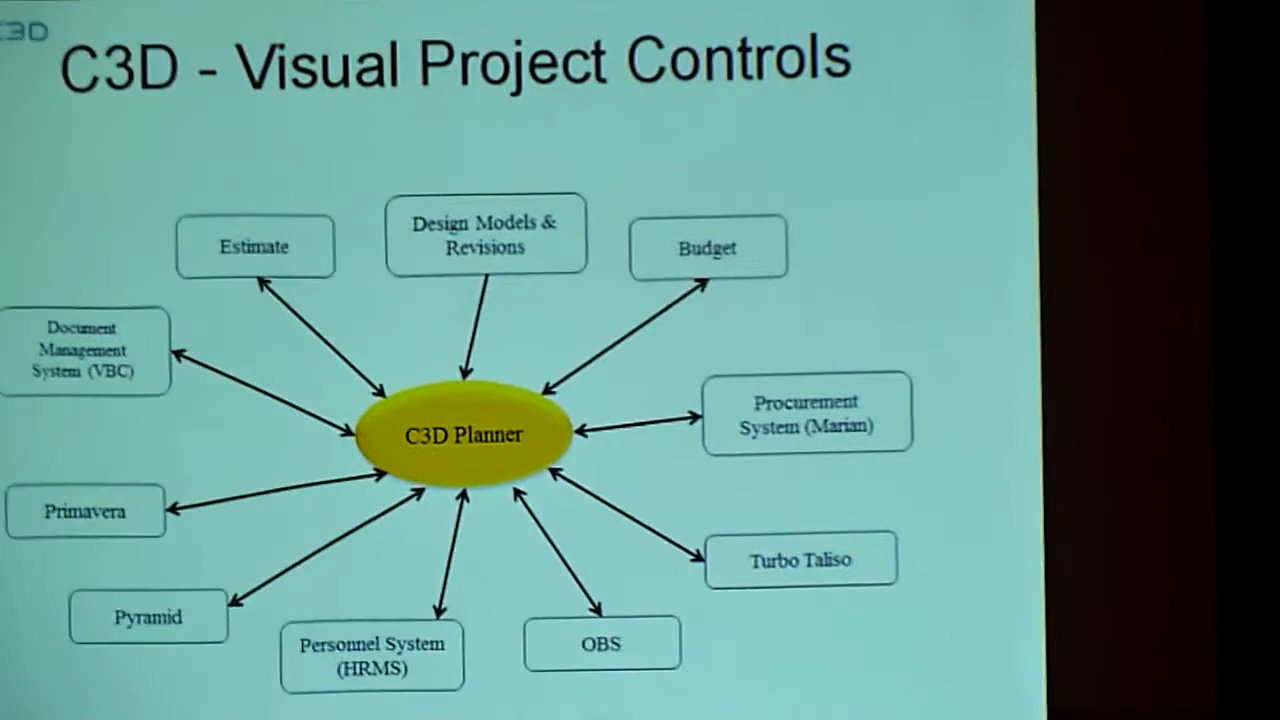 C3D
C3D - Visual Project Controls
Estimate
Design Models &
Revisions
Budget
Document
Management
System (VBC)
C3D Planner
Procurement
System (Marian)
Primavera
Turbo Taliso
Pyramid
Personnel System
(HRMS)
OBS